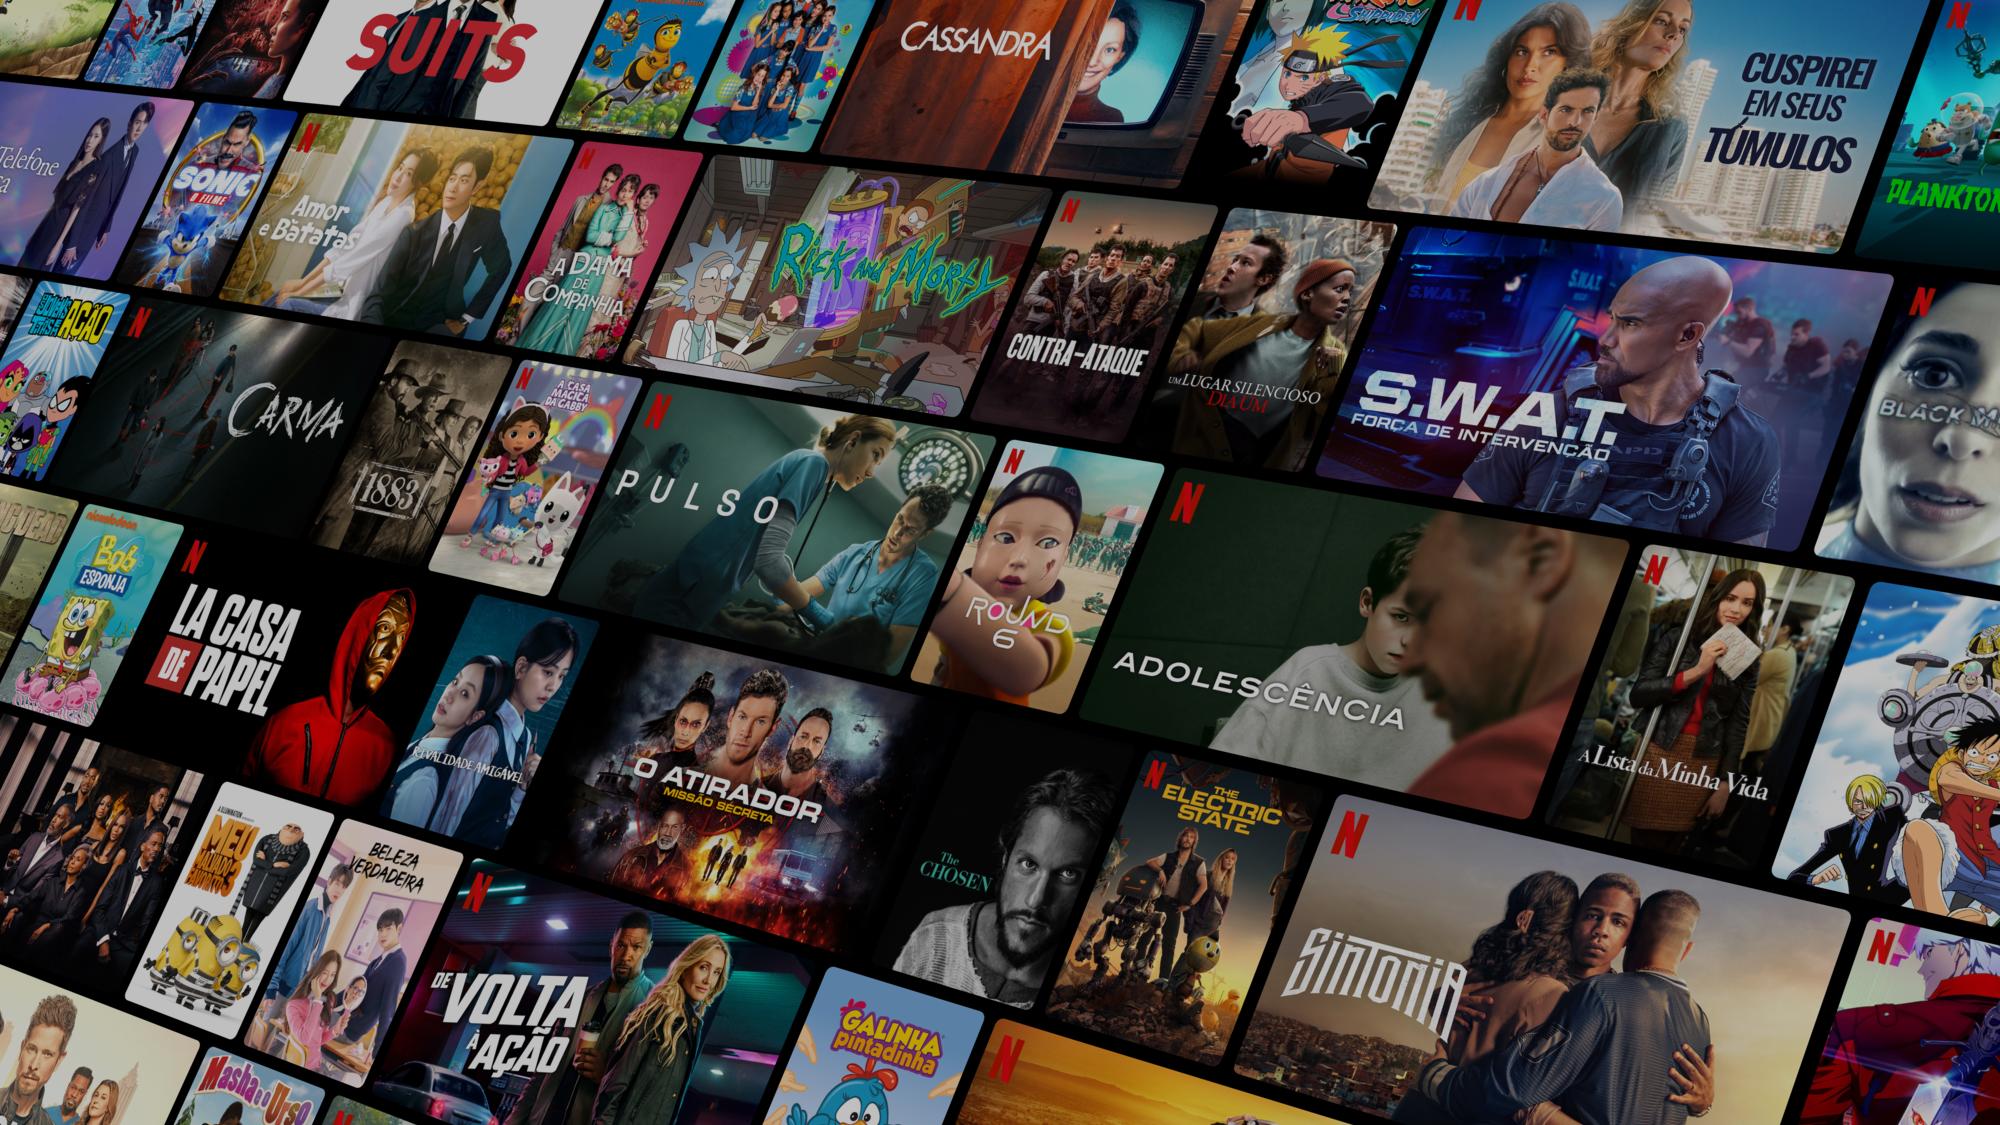 SUITS
CASSANDRA
SHIPPUDEN
CUSPIREI
EM SEUS
TÚMULOS
PLANKTON
Telefone
SONIC
O FILME
Amor
e Batatas
A DAMA
DE
COMPANHIA
Rick and Morty
CONTRA-ATAQUE
UM LUGAR SILENCIOSO
DIA UM
S.W.A.T.
S.W.A.T.
S.W.A.T.
FORÇA DE INTERVENÇÃO
BLACK M
AÇÃO
CARMA
1883
A CASA
MÁGICA
DA GABBY
PULSO
ROUND
6
ADOLESCÊNCIA
A Lista da Minha Vida
nickelodeon
Bob
ESPONJA
LA CASA
DE PAPEL
RIVALIDADE AMIGÁVEL
O ATIRADOR
MISSÃO SECRETA
The
CHOSEN
THE
ELECTRIC
STATE
SINTONIA
MEU
MALVADO
FAVORITO 3
BELEZA
VERDADEIRA
DE
VOLTA
À AÇÃO
GALINHA
pintadinha
Masha e o Urso